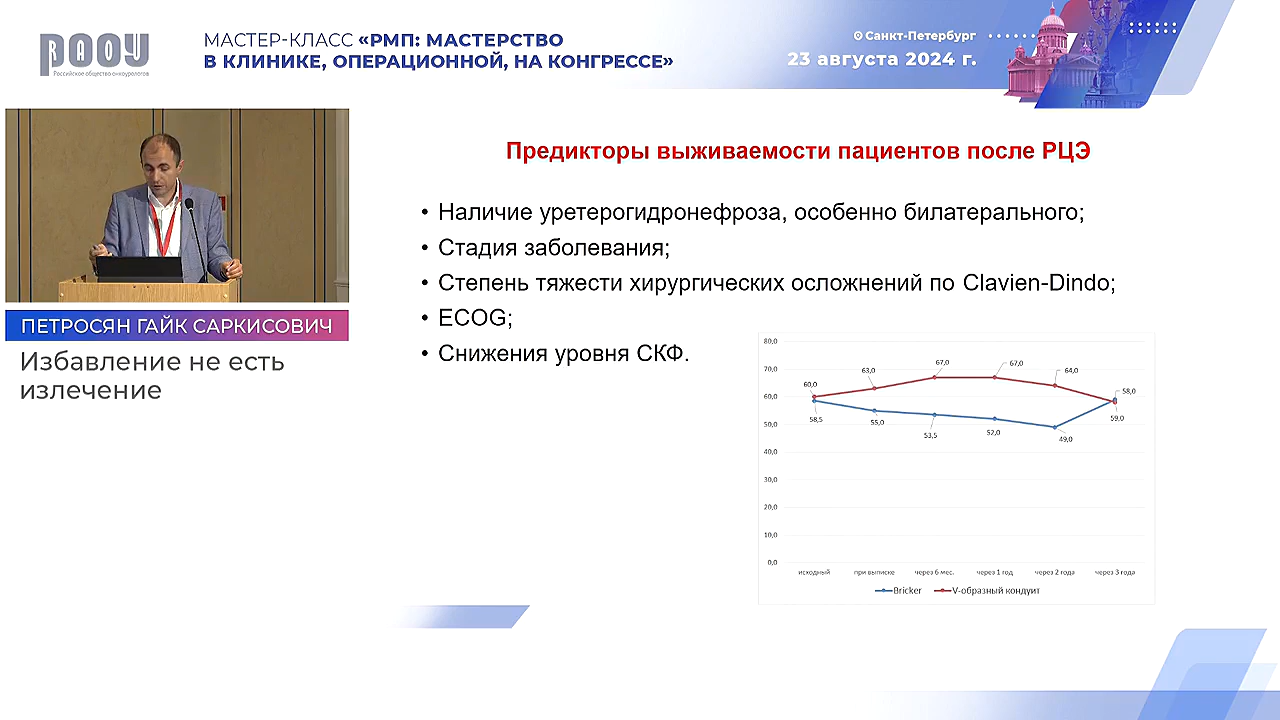 РАОУ
Российское общество онкоурологов
МАСТЕР-КЛАСС «РМП: МАСТЕРСТВО
В КЛИНИКЕ, ОПЕРАЦИОННОЙ, НА КОНГРЕССЕ»
Санкт-Петербург
23 августа 2024 г.
ПЕТРОСЯН ГАЙК САРКИСОВИЧ
Избавление не есть
излечение
Предикторы выживаемости пациентов после РЦЭ
• Наличие уретерогидронефроза, особенно билатерального;
• Стадия заболевания;
• Степень тяжести хирургических осложнений по Clavien-Dindo;
• ECOG;
• Снижения уровня СКФ.
80,0
70,0
60,0
50,0
40,0
30,0
20,0
10,0
0,0
60,0 63,0 67,0 67,0 64,0 58,0
58,5 55,0 53,5 52,0 49,0 59,0
исходный при выписке через 6 мес. через 1 год через 2 года через 3 года
Bricker V-образный кондуит